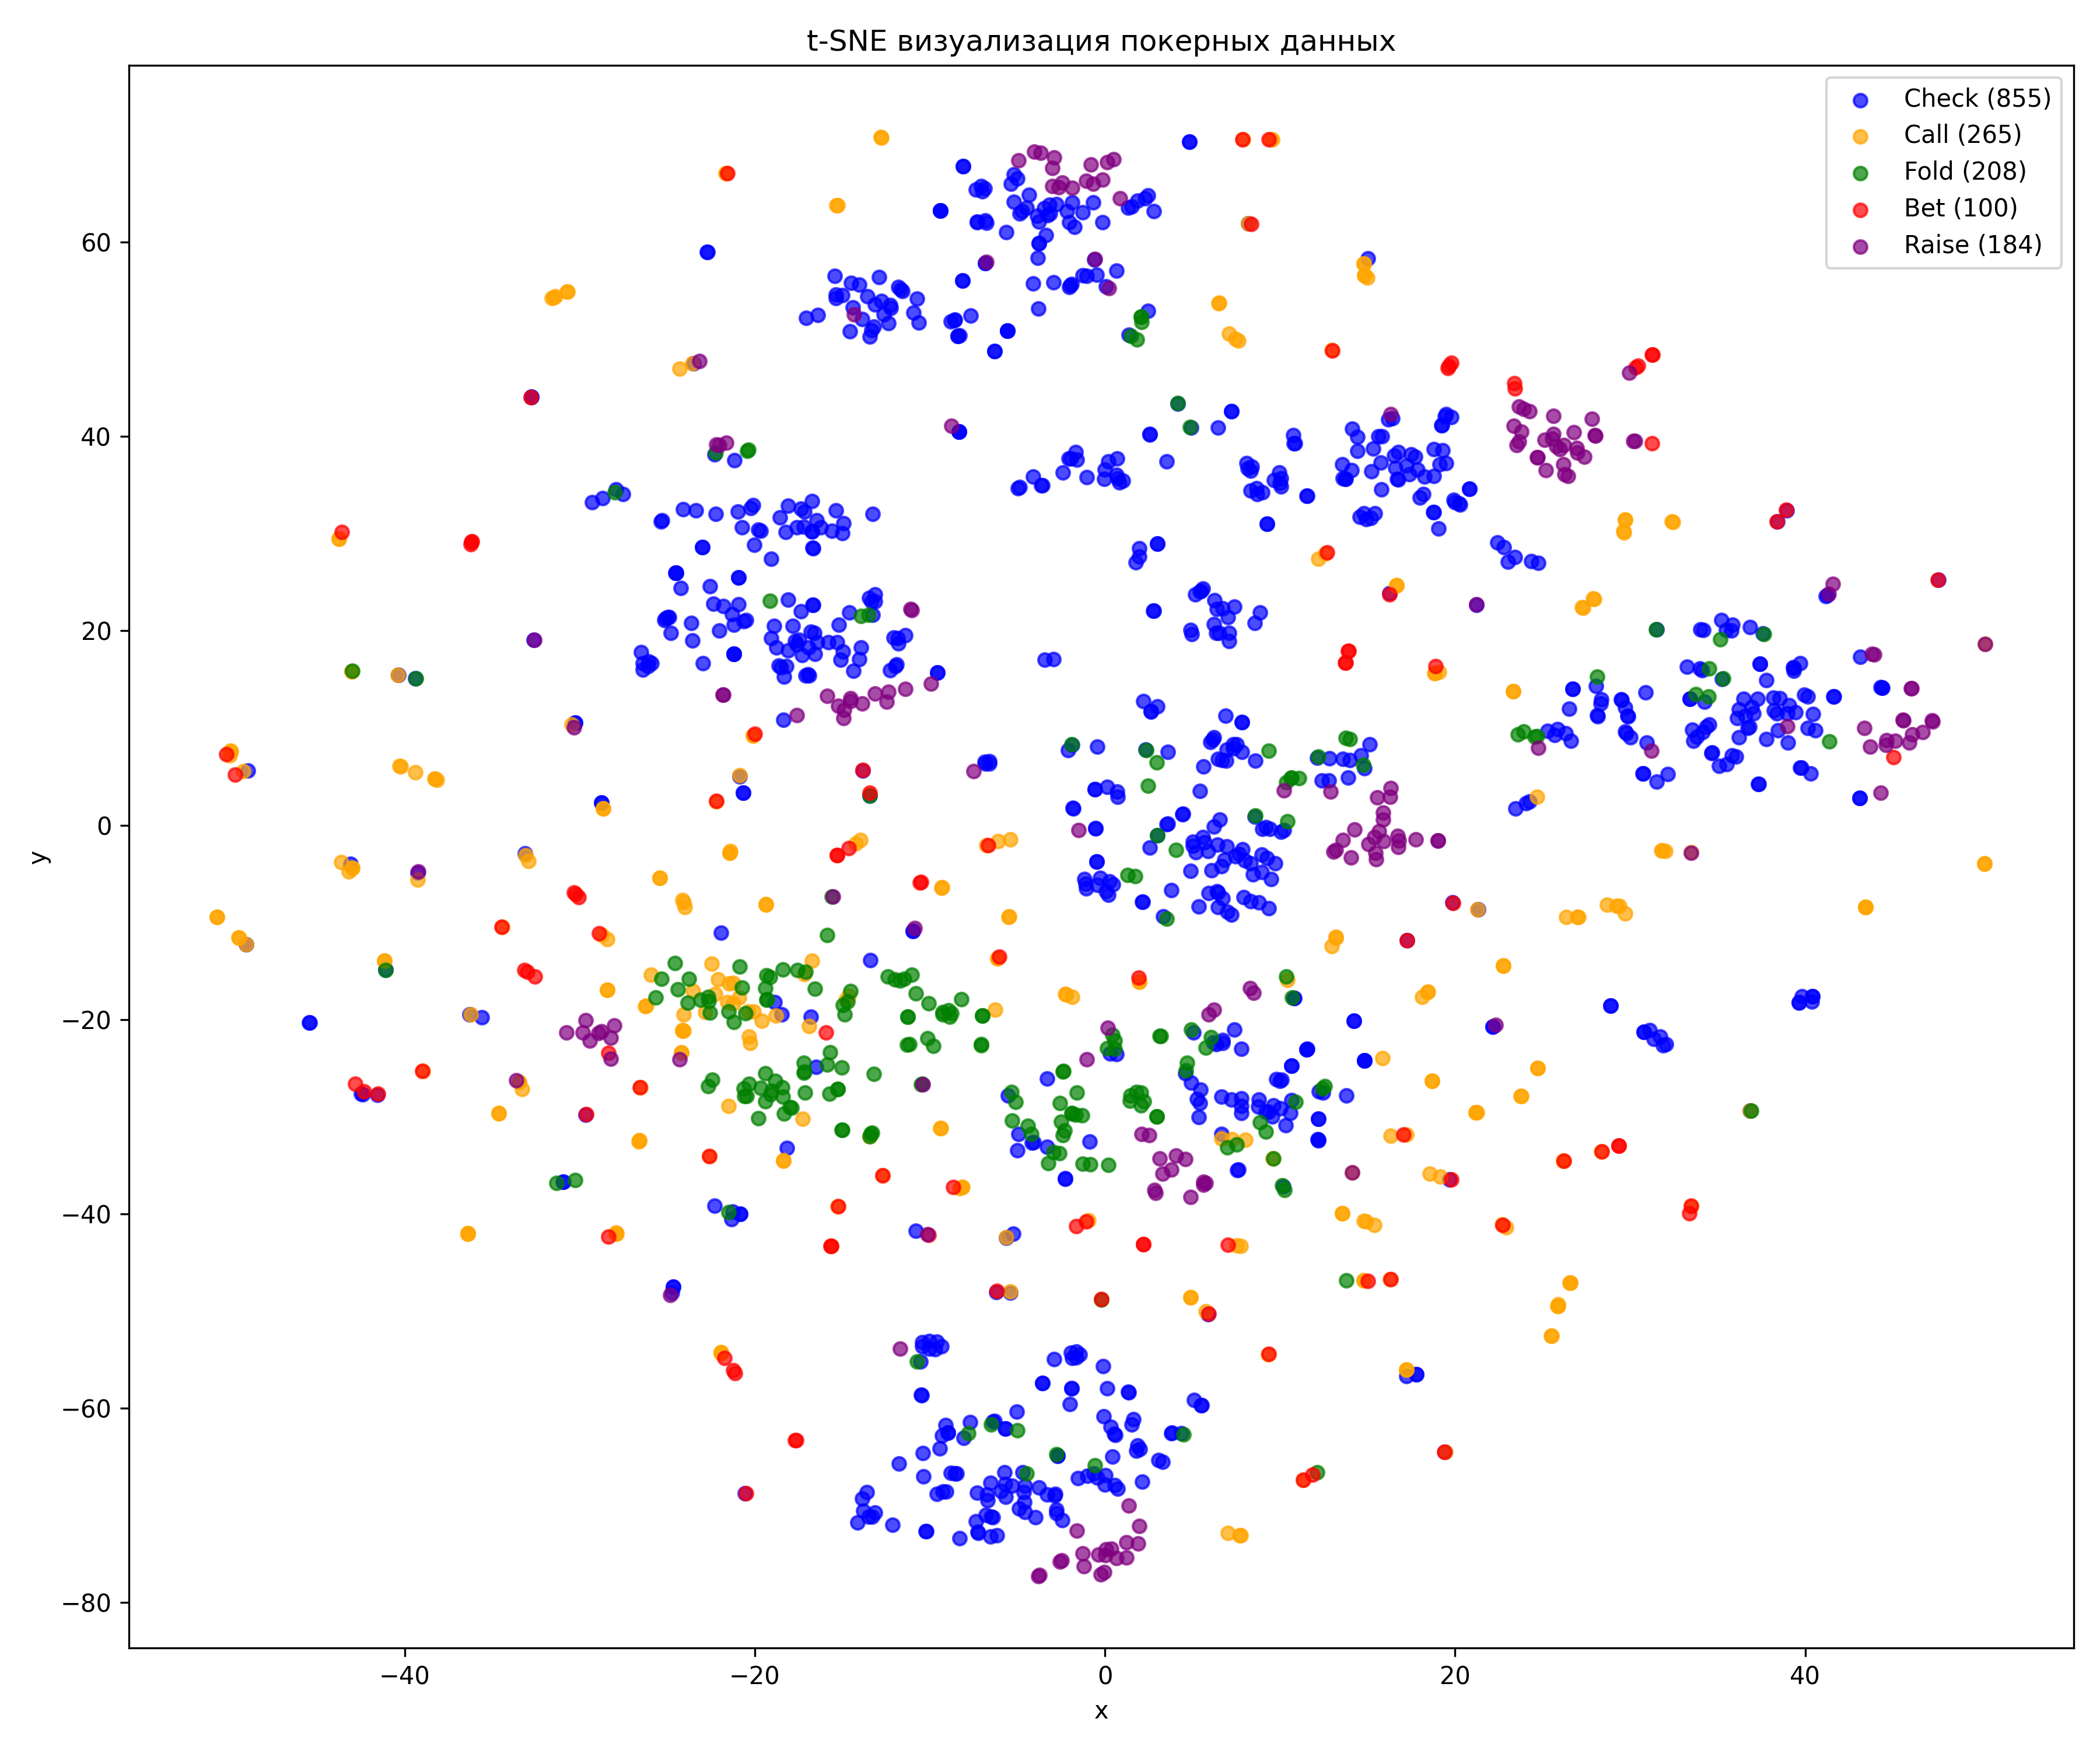 t-SNE визуализация покерных данных
Check (855)
Call (265)
Fold (208)
Bet (100)
Raise (184)
60
40
20
0
−20
−40
−60
−80
y
−40
−20
0
20
40
x